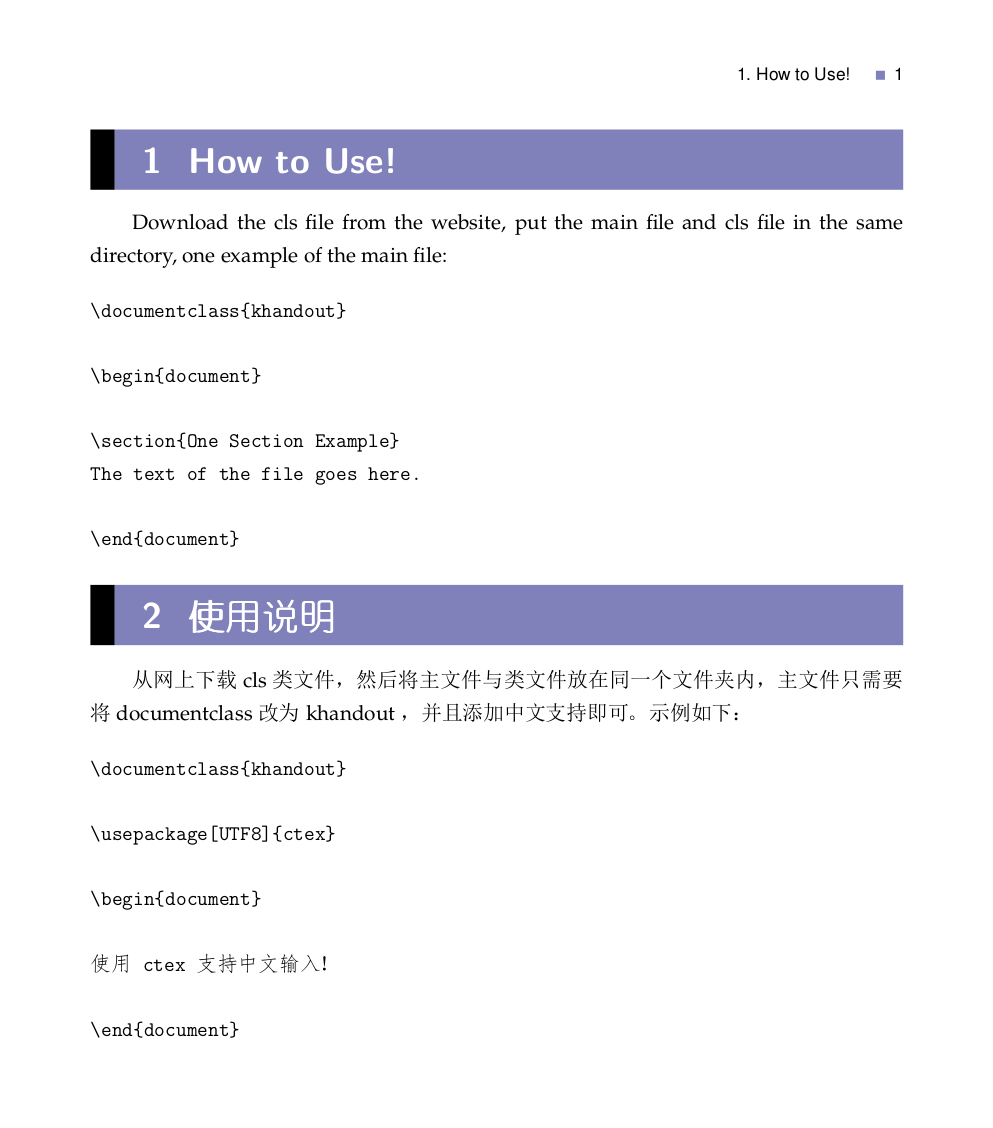 1. How to Use! ■ 1
1 How to Use!
Download the cls file from the website, put the main file and cls file in the same
directory, one example of the main file:
\documentclass{khandout}
\begin{document}
\section{One Section Example}
The text of the file goes here.
\end{document}
2 使用说明
从网上下载 cls 类文件，然后将主文件与类文件放在同一个文件夹内，主文件只需要
将 documentclass 改为 khandout ，并且添加中文支持即可。示例如下：
\documentclass{khandout}
\usepackage[UTF8]{ctex}
\begin{document}
使用 ctex 支持中文输入!
\end{document}